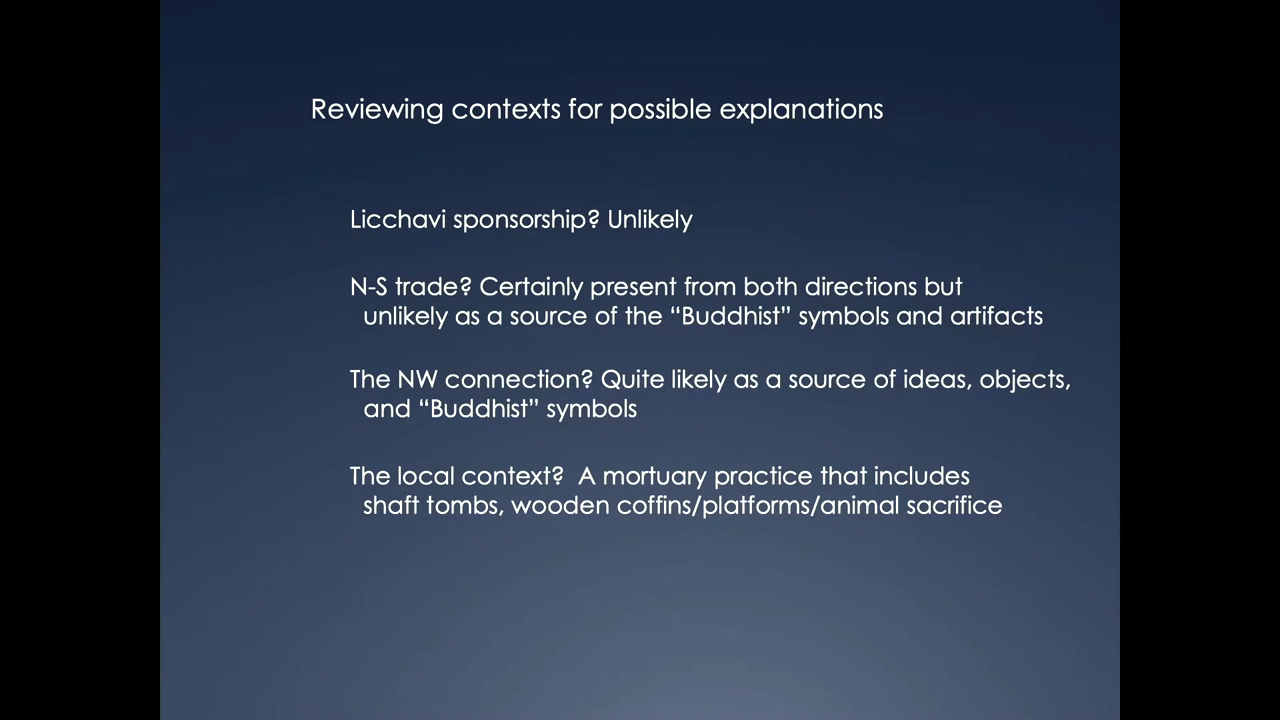 Reviewing contexts for possible explanations
Licchavi sponsorship? Unlikely
N-S trade? Certainly present from both directions but
unlikely as a source of the “Buddhist” symbols and artifacts
The NW connection? Quite likely as a source of ideas, objects,
and “Buddhist” symbols
The local context?  A mortuary practice that includes
shaft tombs, wooden coffins/platforms/animal sacrifice